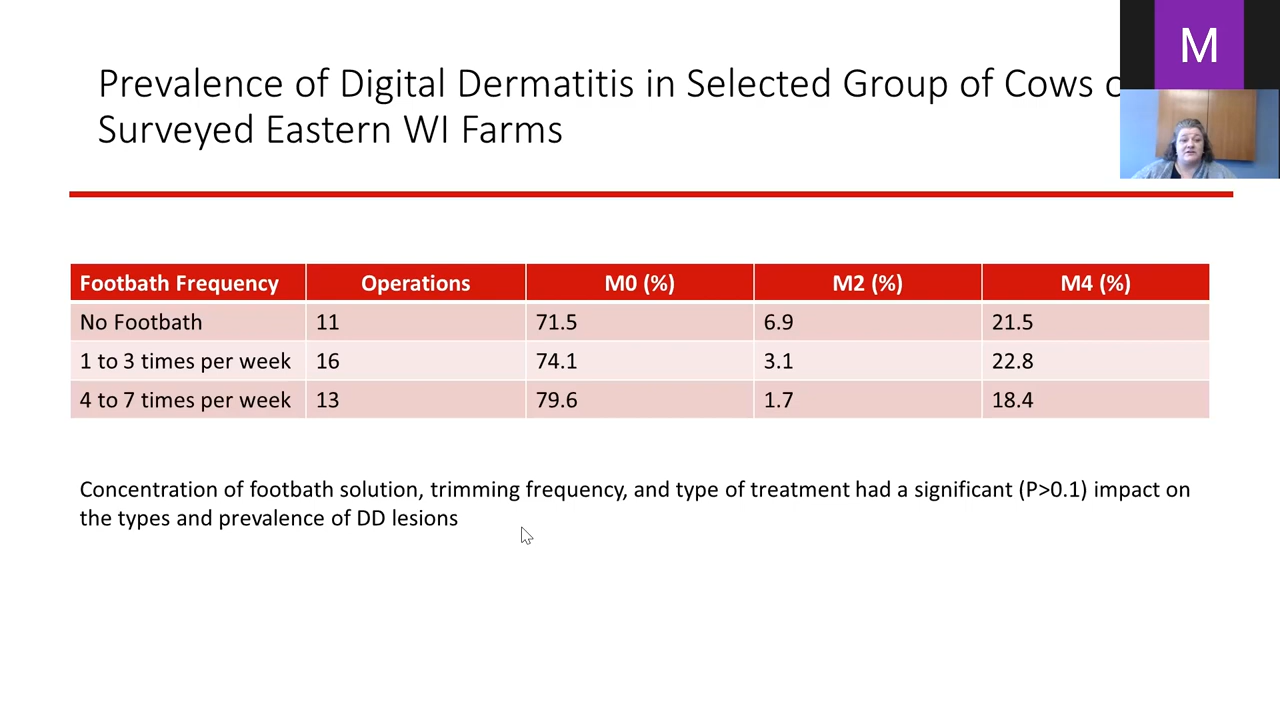 Prevalence of Digital Dermatitis in Selected Group of Cows
Surveyed Eastern WI Farms
M
Footbath Frequency Operations M0 (%) M2 (%) M4 (%)
No Footbath 11 71.5 6.9 21.5
1 to 3 times per week 16 74.1 3.1 22.8
4 to 7 times per week 13 79.6 1.7 18.4
Concentration of footbath solution, trimming frequency, and type of treatment had a significant (P>0.1) impact on
the types and prevalence of DD lesions